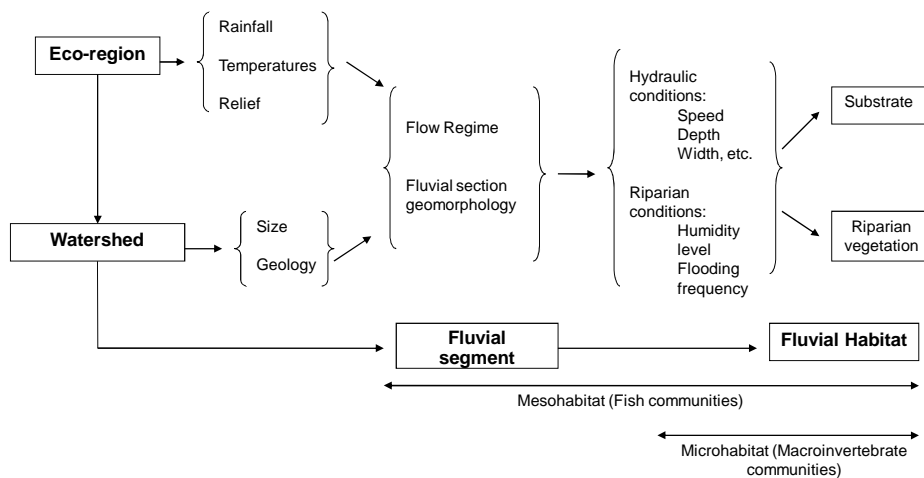 Eco-region
Rainfall
Temperatures
Relief
Watershed
Size
Geology
Flow Regime
Fluvial section
geomorphology
Hydraulic
conditions:
Speed
Depth
Width, etc.
Riparian
conditions:
Humidity
level
Flooding
frequency
Substrate
Riparian
vegetation
Fluvial
segment
Fluvial Habitat
Mesohabitat (Fish communities)
Microhabitat (Macroinvertebrate
communities)